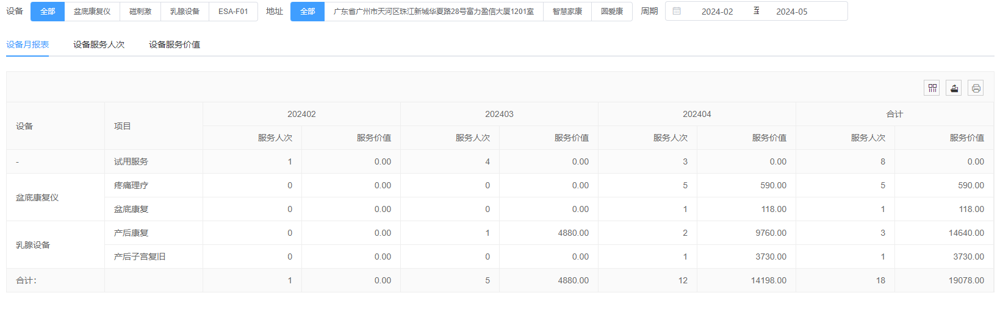 设备 全部 盆底康复仪 磁刺激 乳腺设备 ESA-F01 地址 全部 广东省广州市天河区珠江新城华夏路28号富力盈信大厦1201室 智慧家康 圆爱康 周期 2024-02 至 2024-05
设备月报表 设备服务人次 设备服务价值
设备 项目 202402 202403 202404 合计
服务人次 服务价值 服务人次 服务价值 服务人次 服务价值 服务人次 服务价值
- 试用服务 1 0.00 4 0.00 3 0.00 8 0.00
盆底康复仪 疼痛理疗 0 0.00 0 0.00 5 590.00 5 590.00
盆底康复 0 0.00 0 0.00 1 118.00 1 118.00
乳腺设备 产后康复 0 0.00 1 4880.00 2 9760.00 3 14640.00
产后子宫复旧 0 0.00 0 0.00 1 3730.00 1 3730.00
合计: 1 0.00 5 4880.00 12 14198.00 18 19078.00